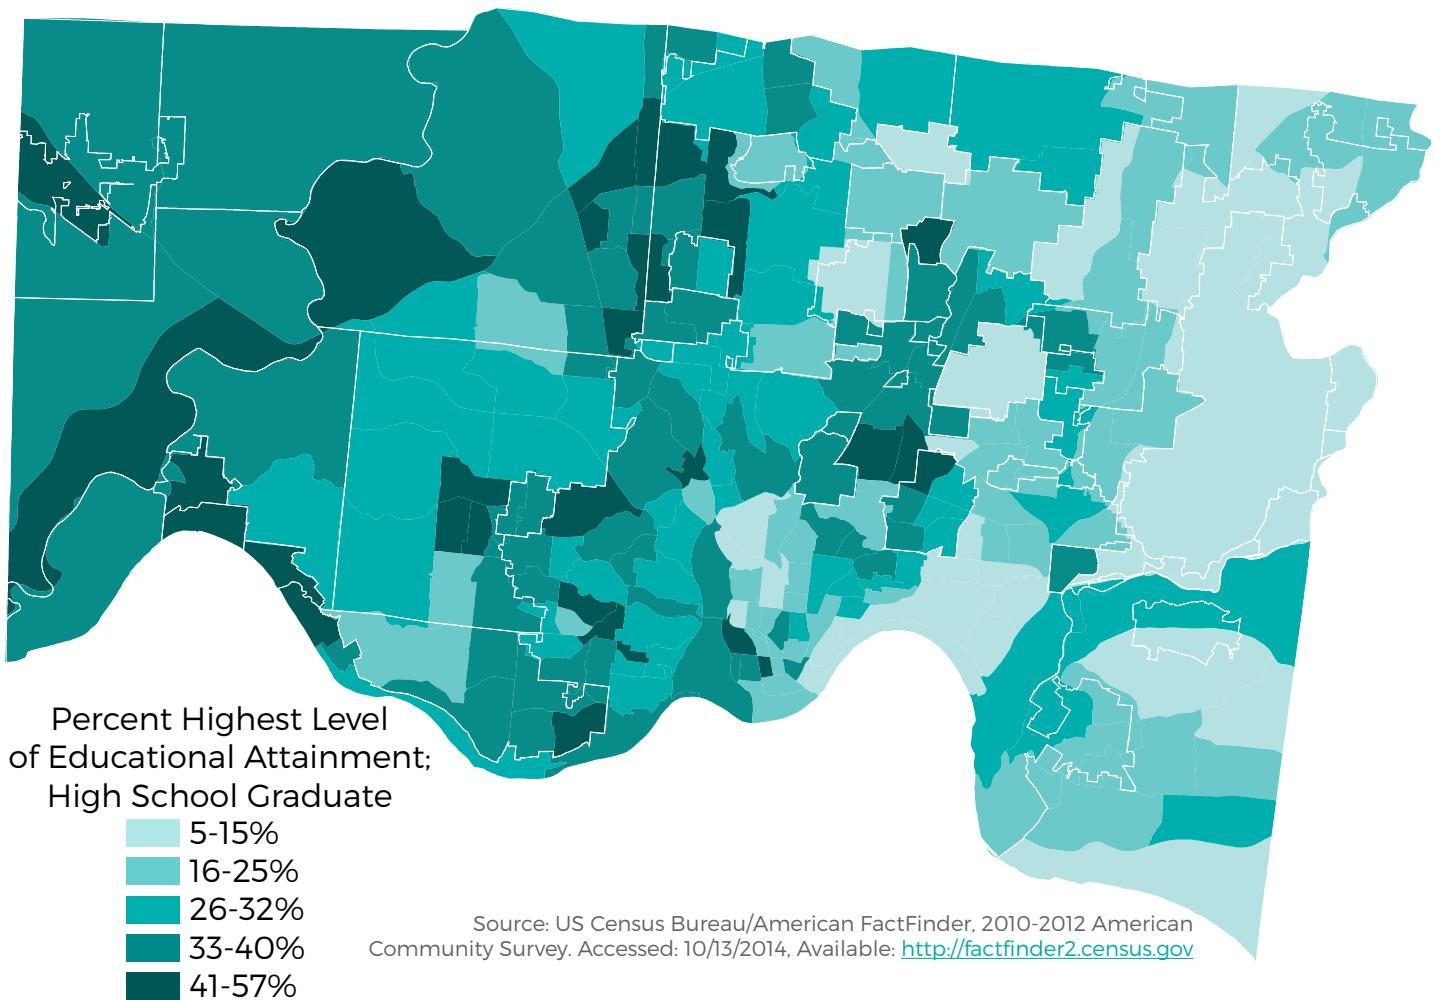 Percent Highest Level
of Educational Attainment;
High School Graduate
5-15%
16-25%
26-32%
33-40%
41-57%
Source: US Census Bureau/American FactFinder, 2010-2012 American
Community Survey. Accessed: 10/13/2014, Available: http://factfinder2.census.gov